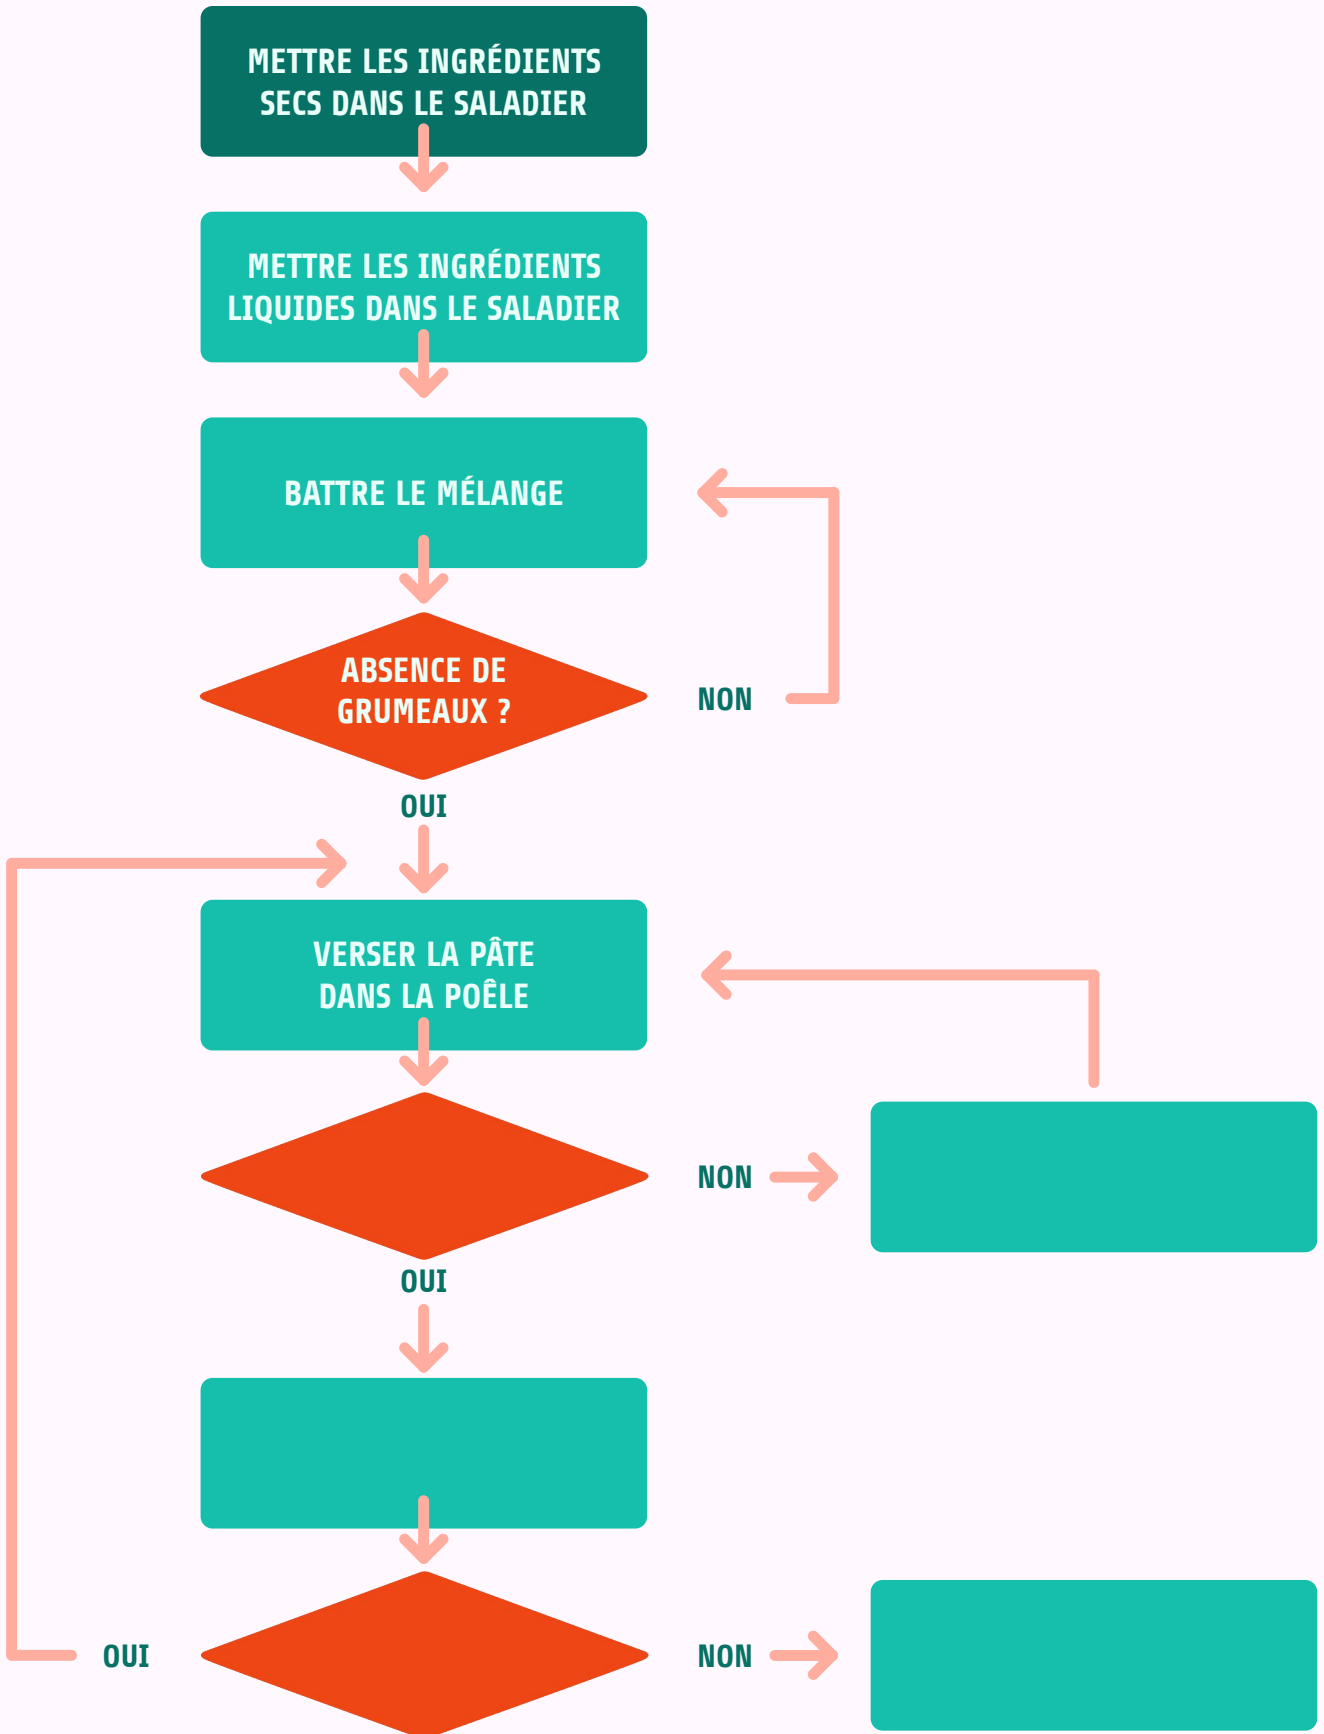 METTRE LES INGRÉDIENTS
SECS DANS LE SALADIER
METTRE LES INGRÉDIENTS
LIQUIDES DANS LE SALADIER
BATTRE LE MÉLANGE
ABSENCE DE
GRUMEAUX ?
NON
OUI
VERSER LA PÂTE
DANS LA POÊLE
NON
OUI
OUI
NON